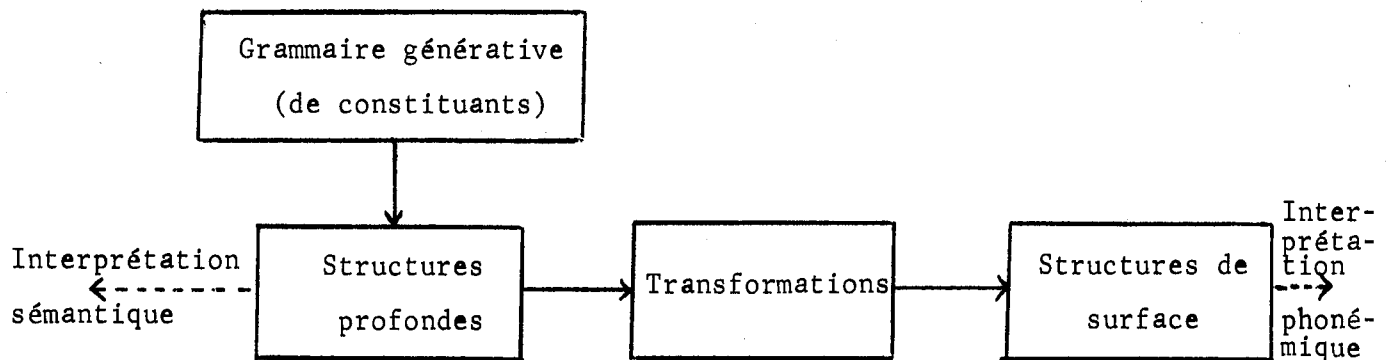 Grammaire générative
(de constituants)
Interprétation
sémantique
Structures
profondes
Transformations
Structures de
surface
Inter-
préta-
tion
phoné-
mique